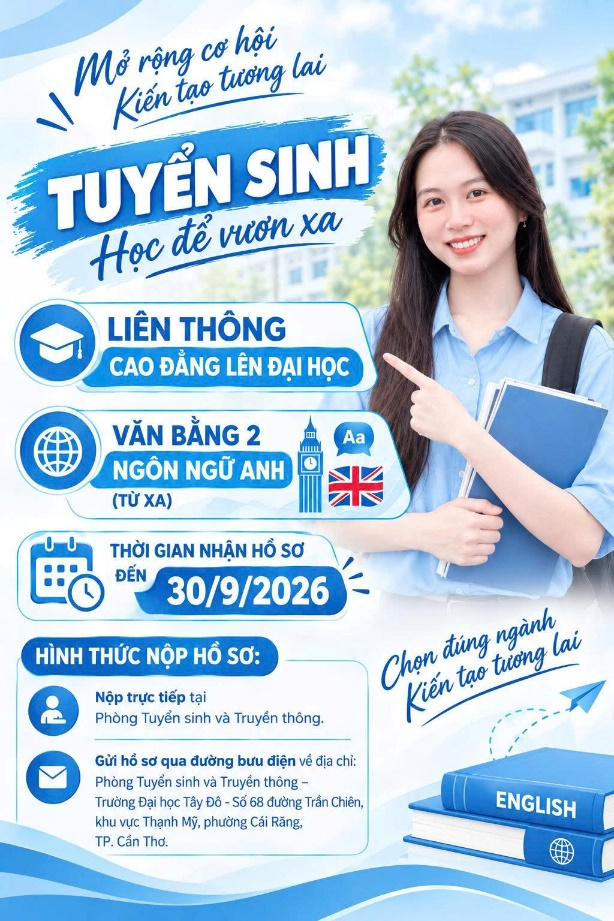 Mở rộng cơ hội
Kiến tạo tương lai
TUYỂN SINH
Học để vươn xa
LIÊN THÔNG
CAO ĐẲNG LÊN ĐẠI HỌC
VĂN BẰNG 2
NGÔN NGỮ ANH
(TỪ XA)
Aa
THỜI GIAN NHẬN HỒ SƠ
ĐẾN
30/9/2026
HÌNH THỨC NỘP HỒ SƠ:
Nộp trực tiếp tại
Phòng Tuyển sinh và Truyền thông.
Gửi hồ sơ qua đường bưu điện về địa chỉ:
Phòng Tuyển sinh và Truyền thông –
Trường Đại học Tây Đô - Số 68 đường Trần Chiên,
khu vực Thạnh Mỹ, phường Cái Răng,
TP. Cần Thơ.
Chọn đúng ngành
Kiến tạo tương lai
ENGLISH